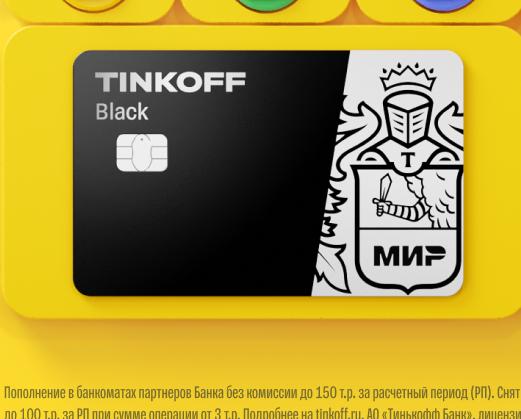 TINKOFF
Black
T
МИР
Пополнение в банкоматах партнеров Банка без комиссии до 150 т.р. за расчетный период (РП). Снят
до 100 т.р. за РП при сумме операции от 3 т.р. Подробнее на tinkoff.ru. АО «Тинькофф Банк», лицензи